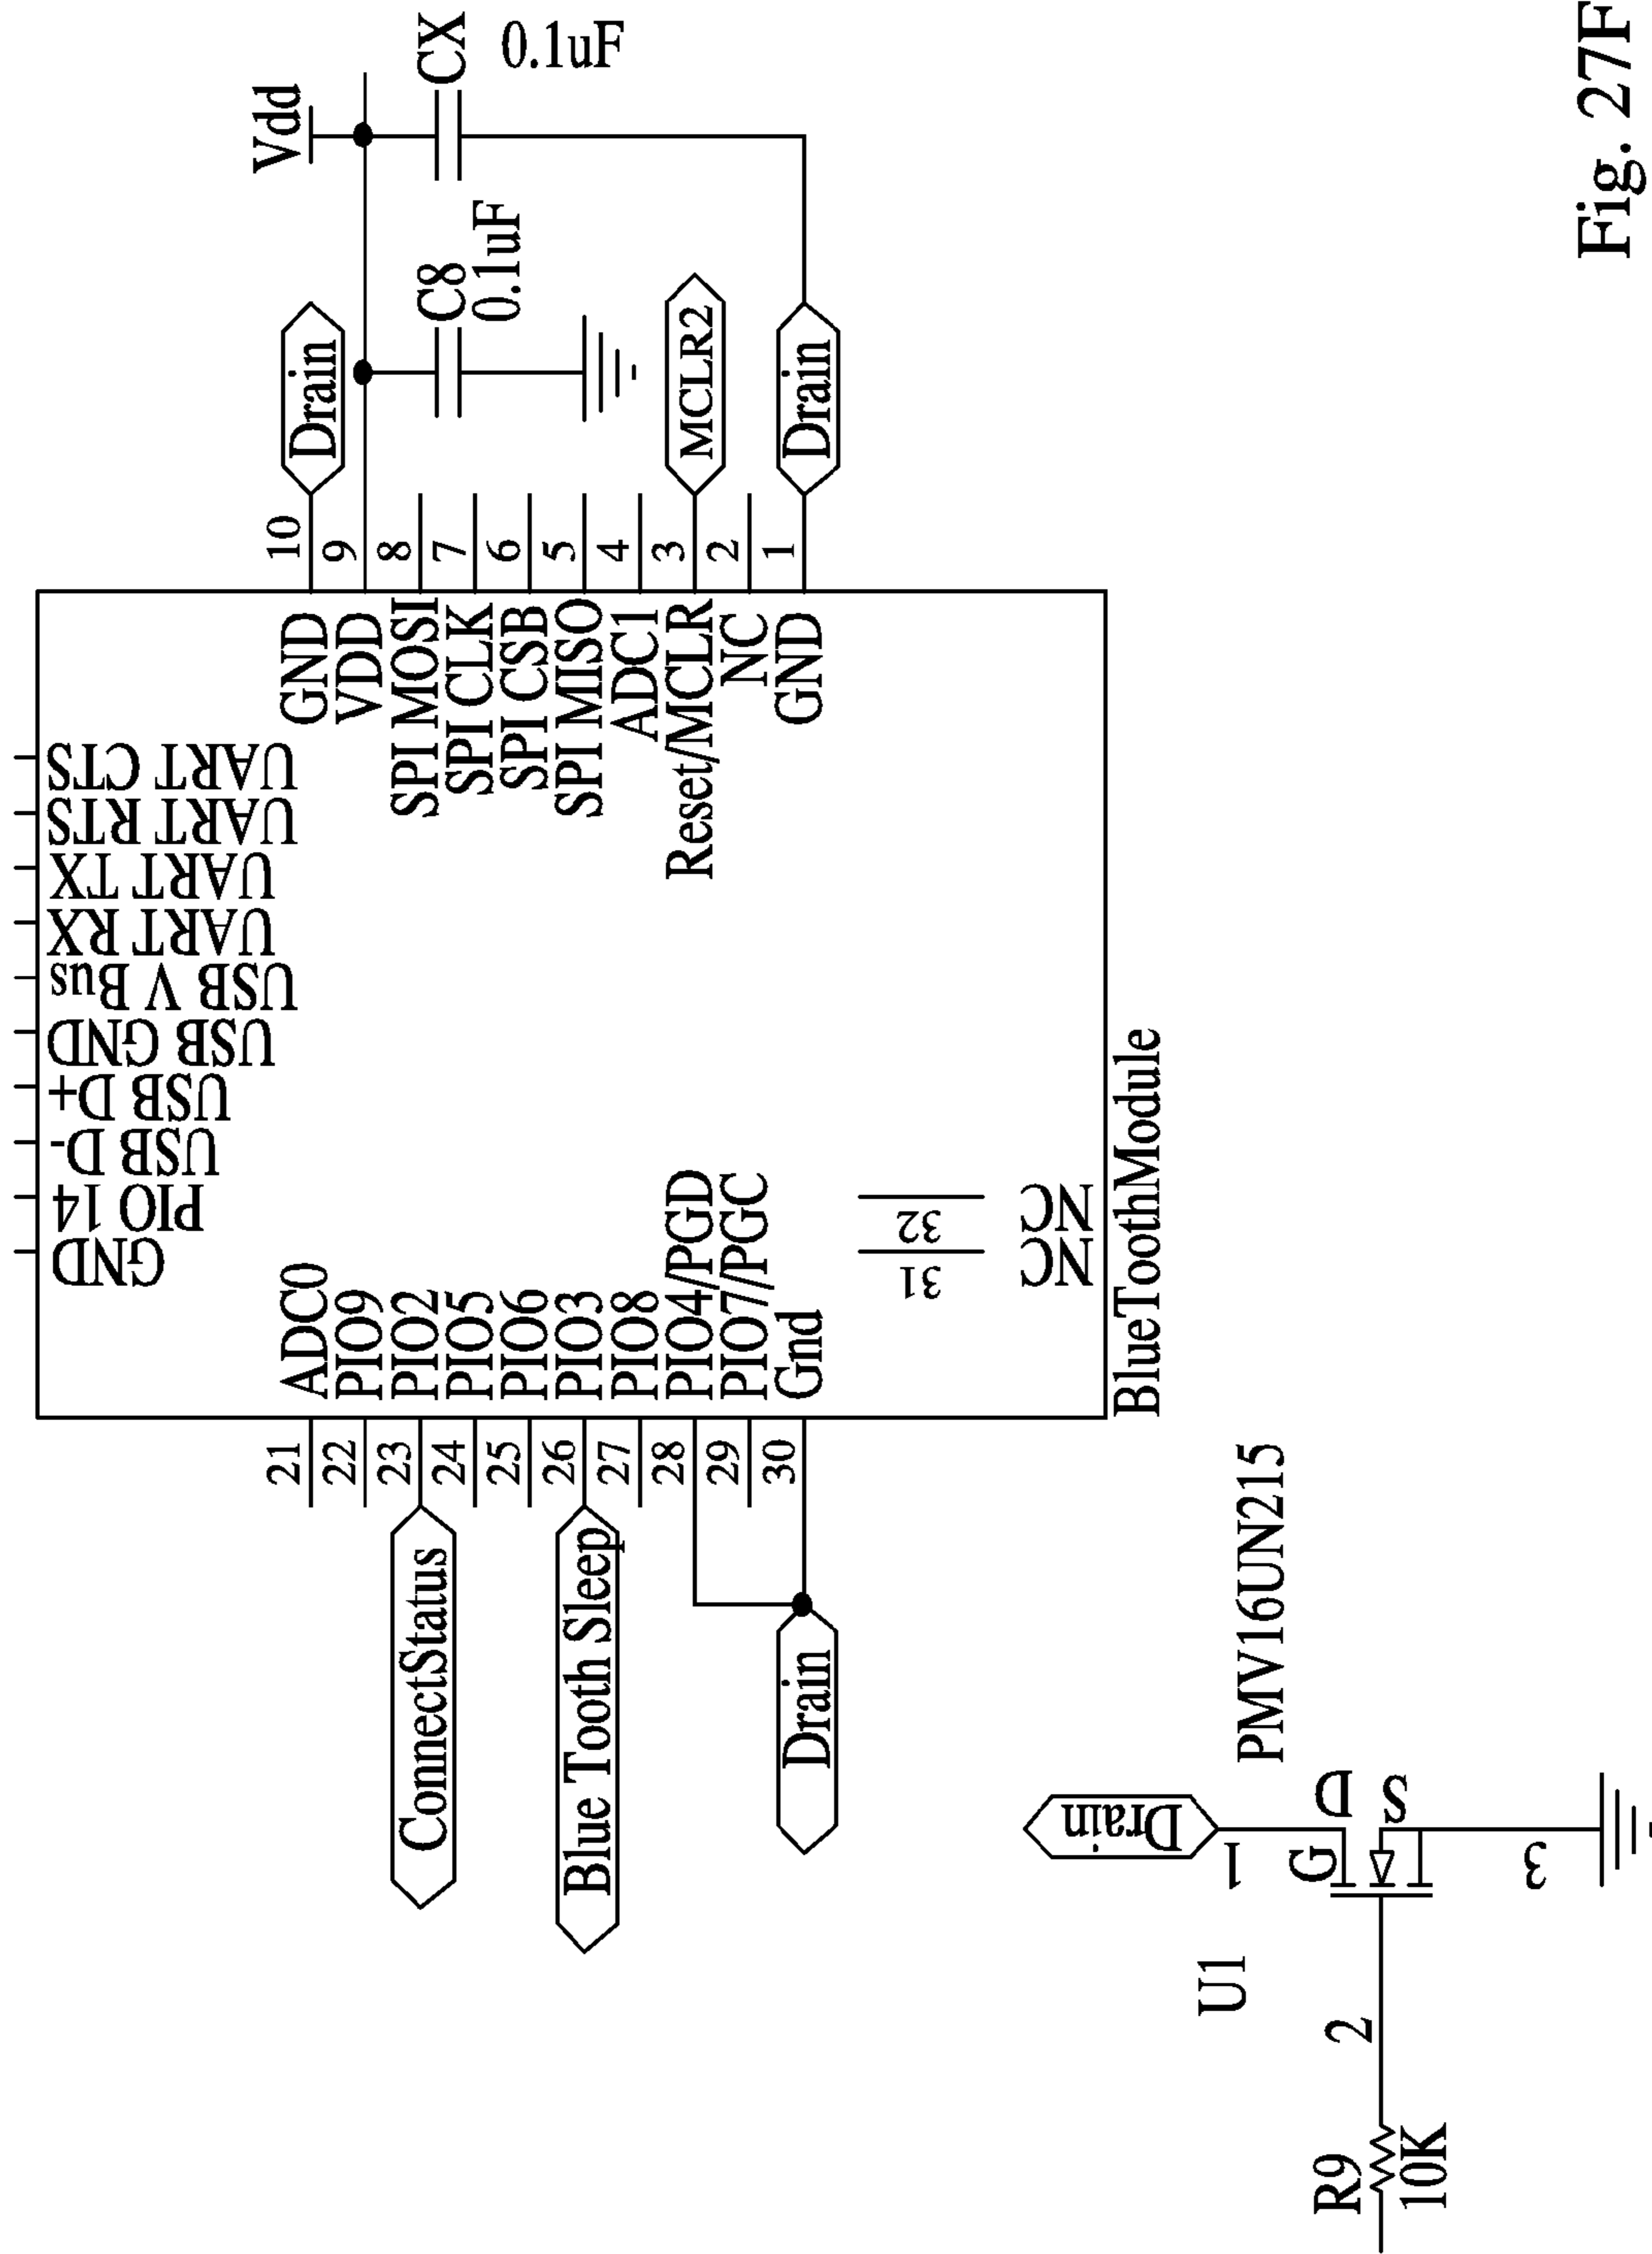 UART CTS
UART RTS
UART TX
UART RX
USB V Bus
USB GND
USB D+
USB D-
PIO 14
GND
21 ADC0
22 PIO9
23 PIO2
24 PIO5
25 PIO6
26 PIO3
27 PIO8
28 PIO4/PGD
29 PIO7/PGC
30 Gnd
ConnectStatus
Blue Tooth Sleep
Drain
GND 10
VDD 9
SPI MOSI 8
SPI CLK 7
SPI CSB 6
SPI MISO 5
ADC1 4
Reset/MCLR 3
NC 2
GND 1
Drain
Vdd
C8
0.1uF
CX
0.1uF
MCLR2
Drain
31
32
NC
NC
BlueToothModule
Drain
1
PMV16UN215
U1
G
D
S
2
3
R9
10K
Fig. 27F